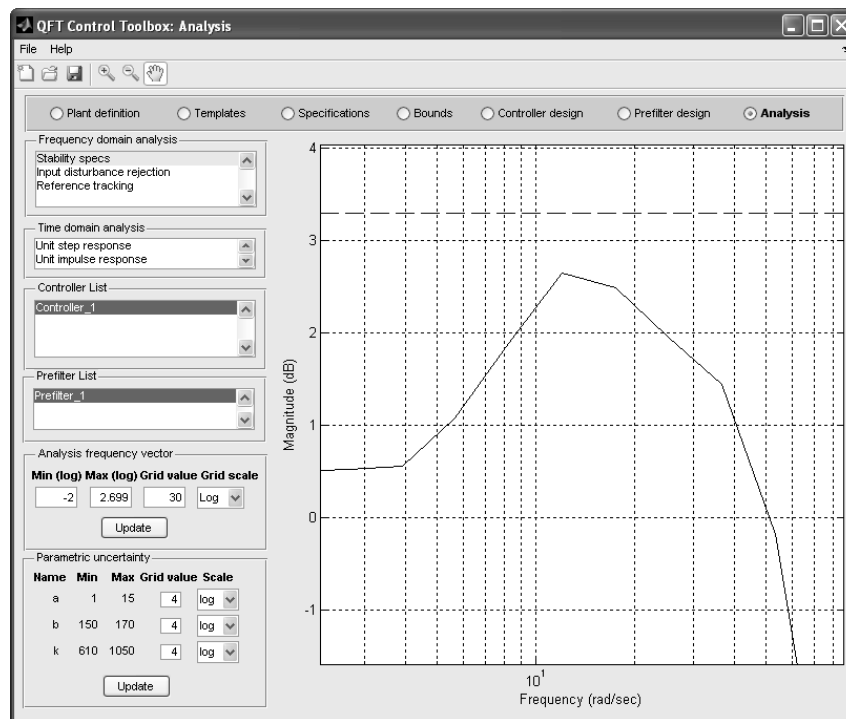 QFT Control Toolbox: Analysis
File Help
Plant definition Templates Specifications Bounds Controller design Prefilter design Analysis
Frequency domain analysis
Stability specs
Input disturbance rejection
Reference tracking
Time domain analysis
Unit step response
Unit impulse response
Controller List
Controller_1
Prefilter List
Prefilter_1
Analysis frequency vector
Min (log) Max (log) Grid value Grid scale
-2 2.699 30 Log
Update
Parametric uncertainty
Name Min Max Grid value Scale
a 1 15 4 log
b 150 170 4 log
k 610 1050 4 log
Update
4
3
2
1
0
-1
Magnitude (dB)
10¹
Frequency (rad/sec)